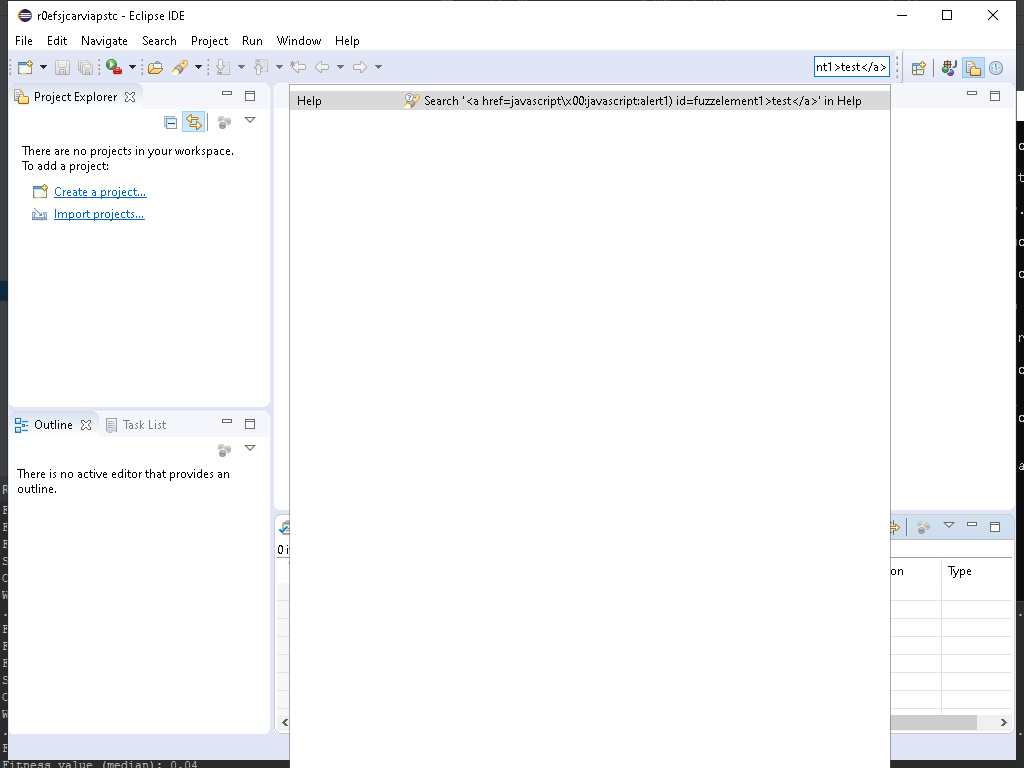 r0efsjcarviapstc - Eclipse IDE
File Edit Navigate Search Project Run Window Help
nt1>test</a>
Project Explorer
Help Search '<a href=javascript\x00:javascript:alert1) id=fuzzelement1>test</a>' in Help
There are no projects in your workspace.
To add a project:
Create a project...
Import projects...
Outline Task List
There is no active editor that provides an
outline.
0 i
on Type
Fitness value (median): 0.04